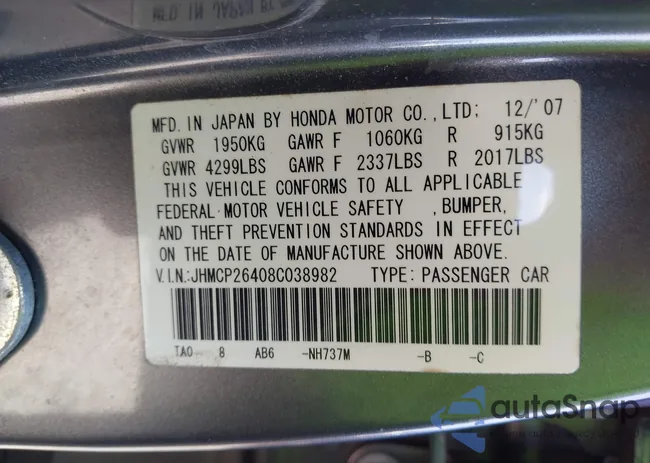 MFD. IN JAPAN BY HONDA MOTOR CO., LTD; 12/'07
GVWR 1950KG GAWR F 1060KG R 915KG
GVWR 4299LBS GAWR F 2337LBS R 2017LBS
THIS VEHICLE CONFORMS TO ALL APPLICABLE
FEDERAL MOTOR VEHICLE SAFETY , BUMPER,
AND THEFT PREVENTION STANDARDS IN EFFECT
ON THE DATE OF MANUFACTURE SHOWN ABOVE.
V.I.N:JHMCP26408C038982 TYPE: PASSENGER CAR
TA0 8 AB6 -NH737M -B -C
autoSnap